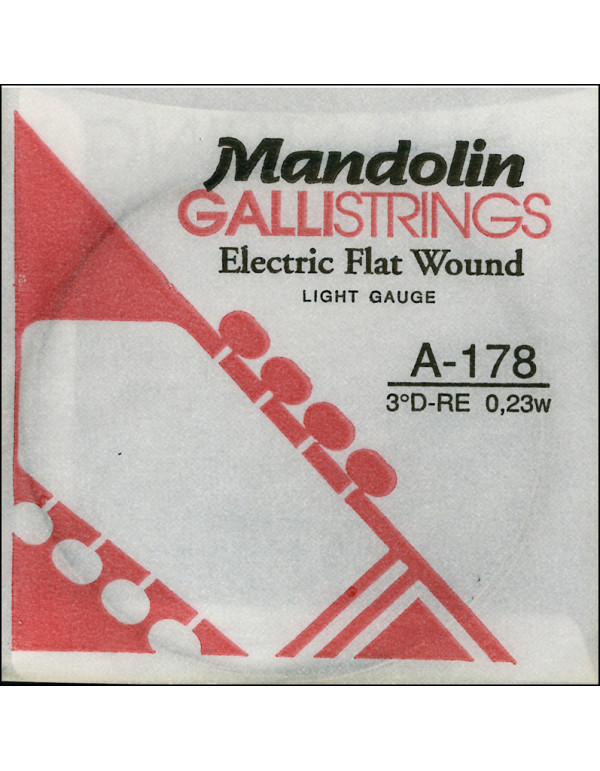 Mandolin
GALLISTRINGS
Electric Flat Wound
LIGHT GAUGE
A-178
3°D-RE 0,23w